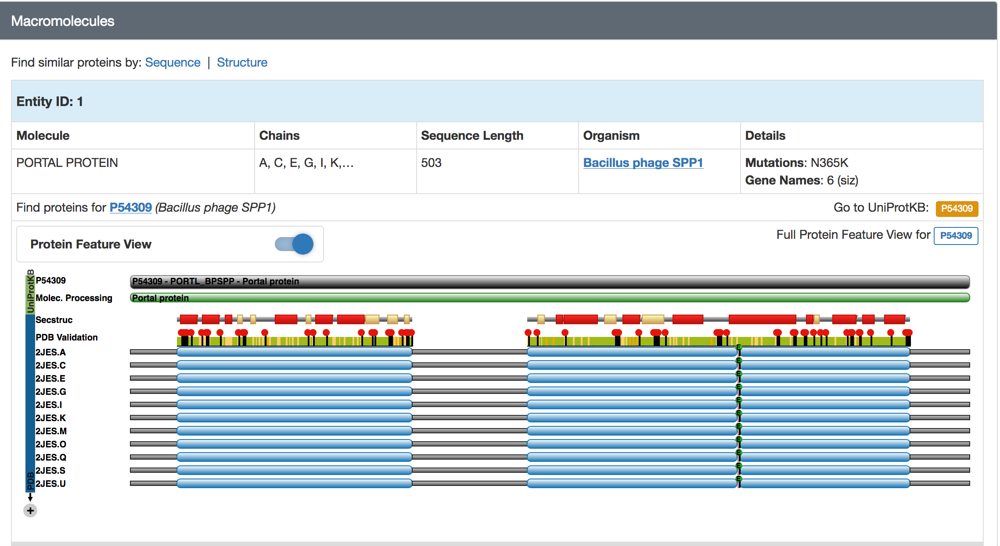 Macromolecules
Find similar proteins by: Sequence | Structure
Entity ID: 1
Molecule Chains Sequence Length Organism Details
PORTAL PROTEIN A, C, E, G, I, K,... 503 Bacillus phage SPP1 Mutations: N365K
Gene Names: 6 (siz)
Find proteins for P54309 (Bacillus phage SPP1) Go to UniProtKB: P54309
Protein Feature View Full Protein Feature View for P54309
UniProtKB
P54309 P54309 - PORTL_BPSPP - Portal protein
Molec. Processing Portal protein
Secstruc
PDB Validation
2JES.A E
2JES.C E
2JES.E E
2JES.G E
2JES.I E
2JES.K E
2JES.M E
2JES.O E
2JES.Q E
2JES.S E
2JES.U E
PDB
+